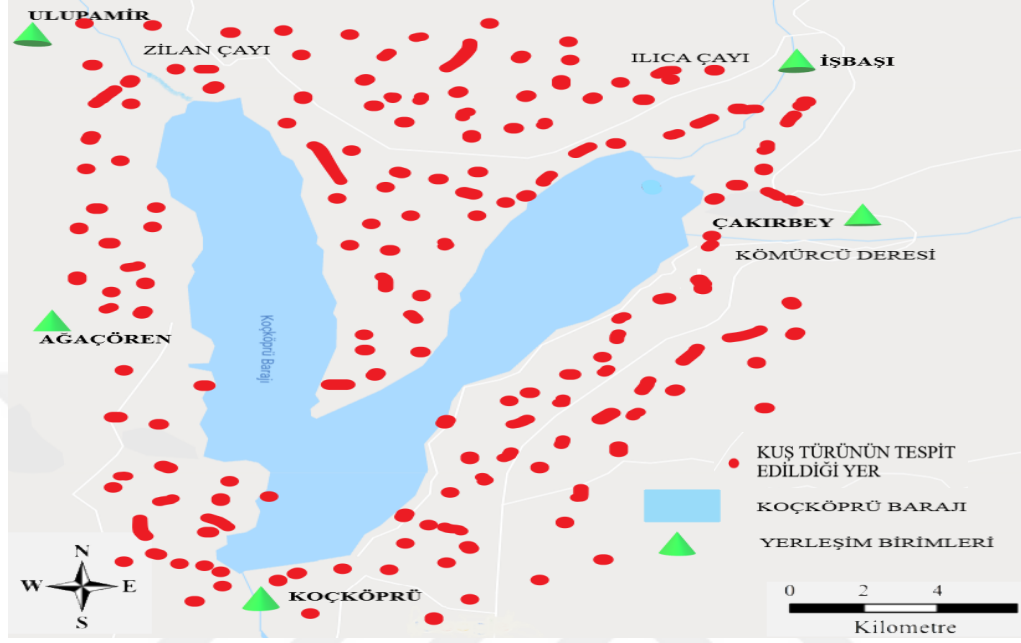 ULUPAMİR
ZİLAN ÇAYI
ILICA ÇAYI
İŞBAŞI
ÇAKIRBEY
KÖMÜRCÜ DERESİ
AĞAÇÖREN
Koçköprü Barajı
KUŞ TÜRÜNÜN TESPİT
EDİLDİĞİ YER
KOÇKÖPRÜ BARAJI
YERLEŞİM BİRİMLERİ
N
W E
S
KOÇKÖPRÜ
0 2 4
Kilometre